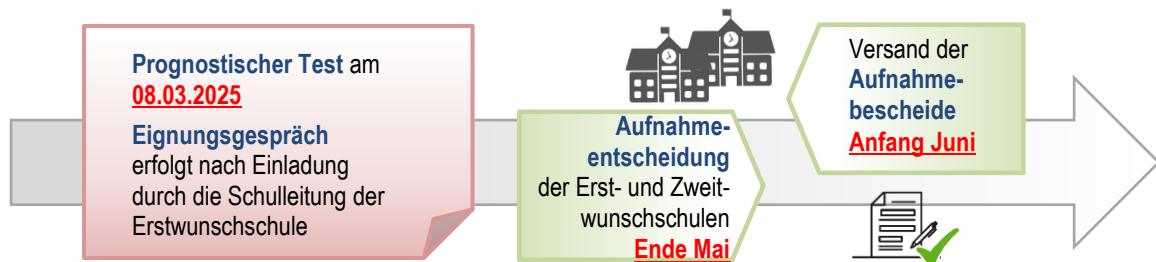 Prognostischer Test am
08.03.2025
Eignungsgespräch
erfolgt nach Einladung
durch die Schulleitung der
Erstwunschschule
Aufnahme-
entscheidung
der Erst- und Zweit-
wunschschulen
Ende Mai
Versand der
Aufnahme-
bescheide
Anfang Juni